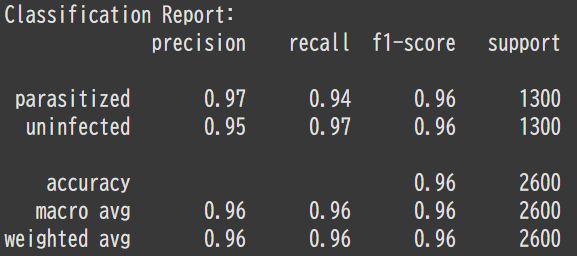 Classification Report:
precision recall f1-score support
parasitized 0.97 0.94 0.96 1300
uninfected 0.95 0.97 0.96 1300
accuracy 0.96 2600
macro avg 0.96 0.96 0.96 2600
weighted avg 0.96 0.96 0.96 2600